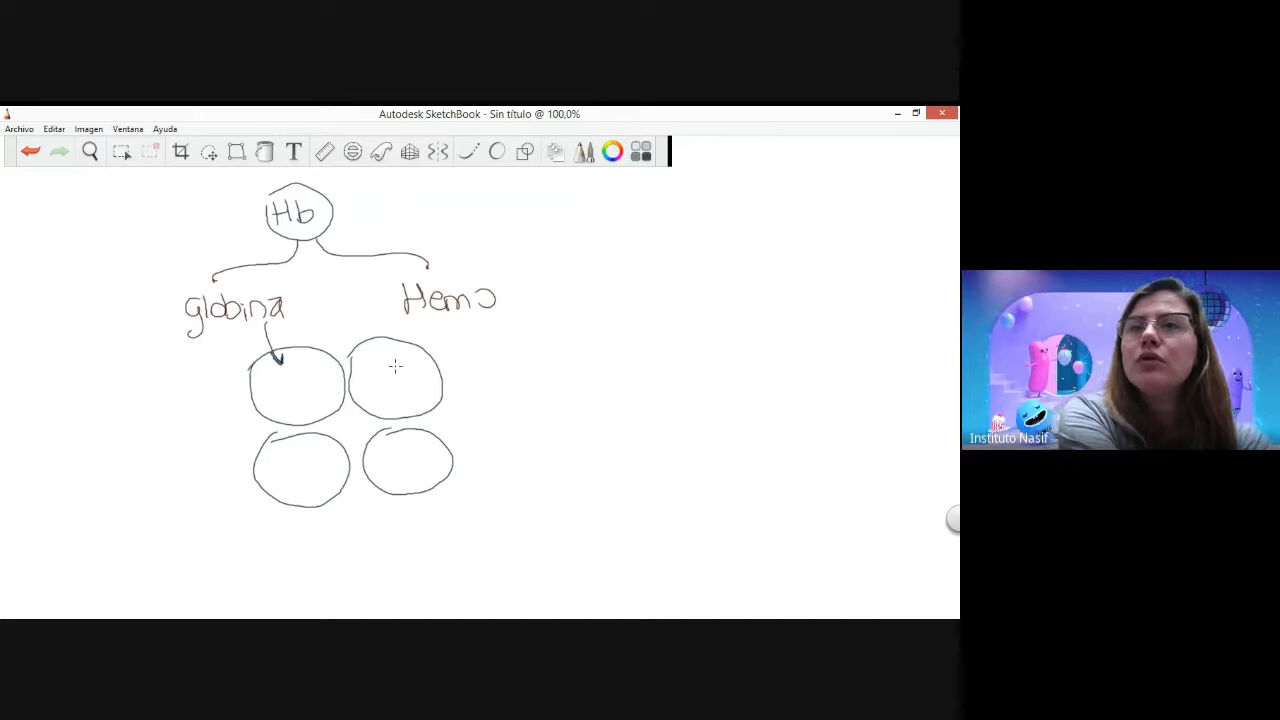 Autodesk SketchBook - Sin título @ 100,0%
Archivo Editar Imagen Ventana Ayuda
T
Hb
globina
Hemo
Instituto Nasif